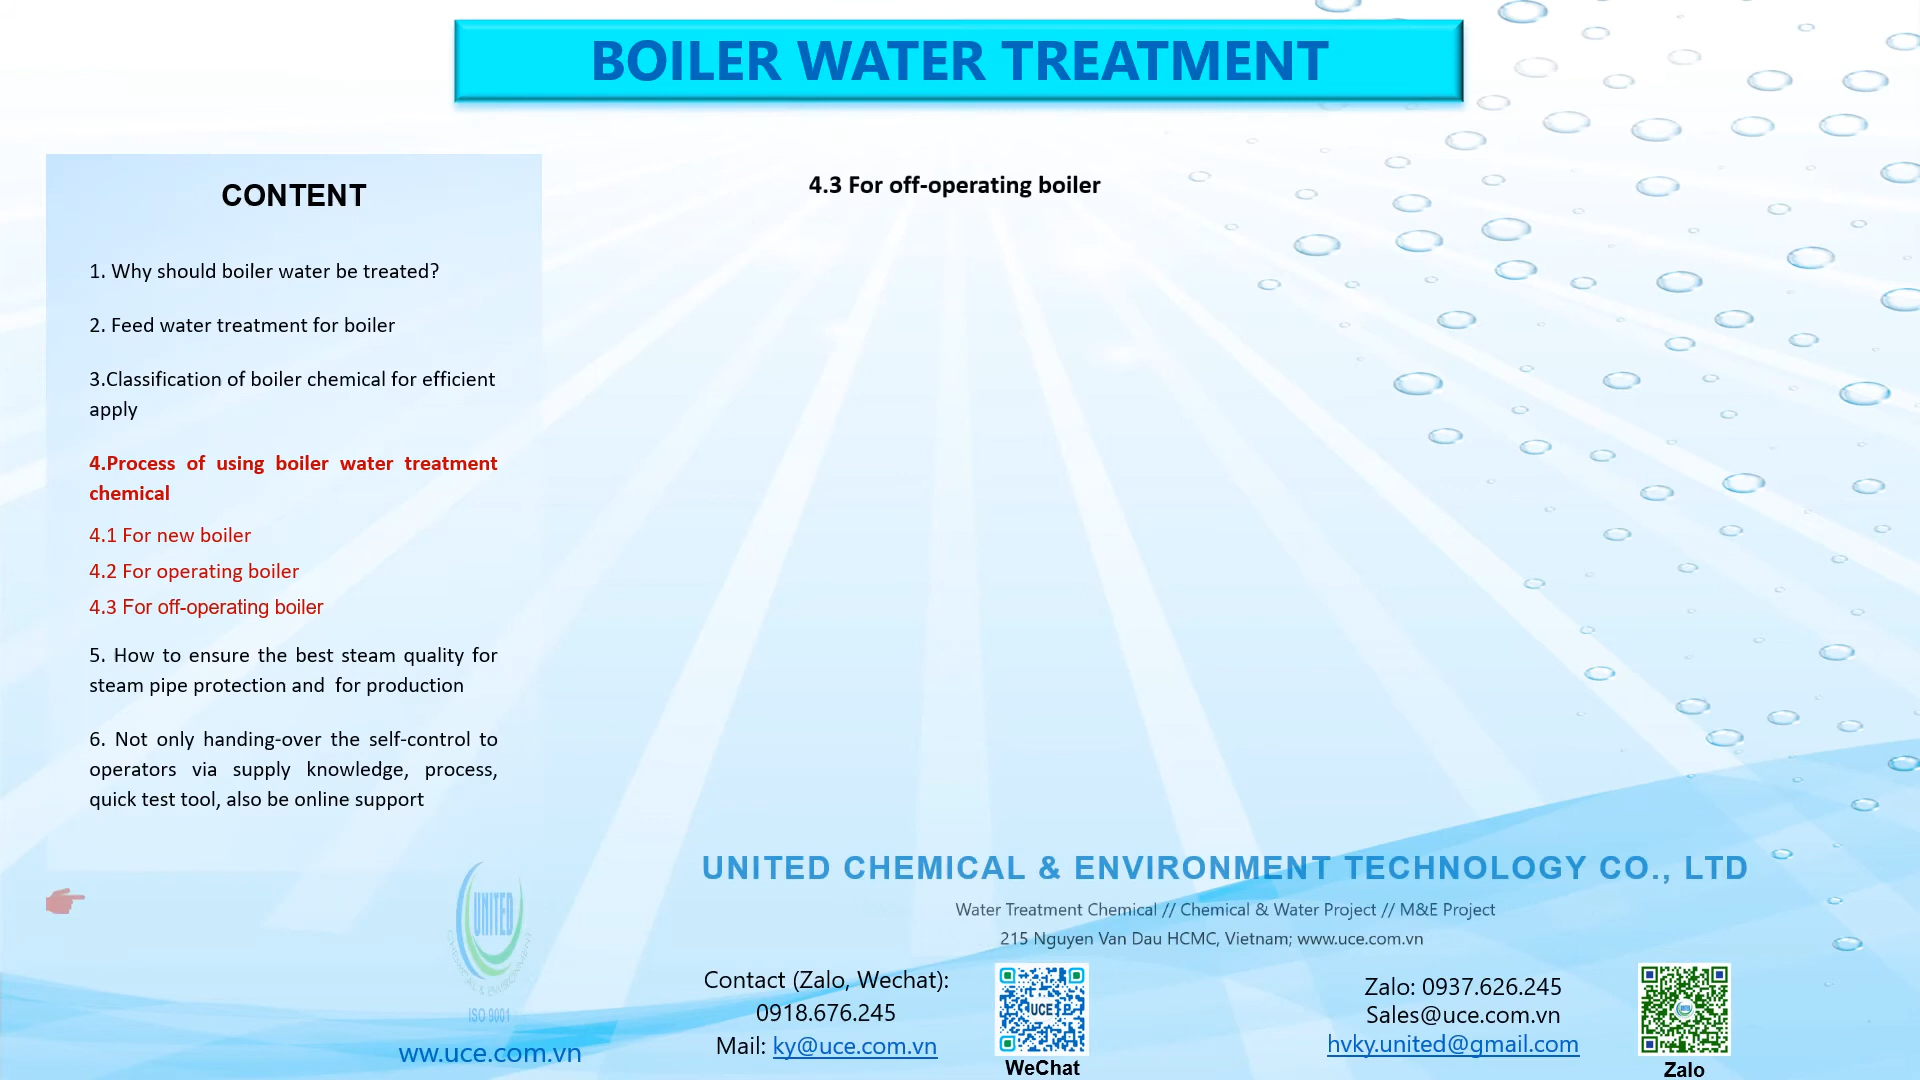 BOILER WATER TREATMENT
CONTENT
1. Why should boiler water be treated?
2. Feed water treatment for boiler
3.Classification of boiler chemical for efficient
apply
4.Process of using boiler water treatment
chemical
4.1 For new boiler
4.2 For operating boiler
4.3 For off-operating boiler
5. How to ensure the best steam quality for
steam pipe protection and for production
6. Not only handing-over the self-control to
operators via supply knowledge, process,
quick test tool, also be online support
4.3 For off-operating boiler
UNITED
ISO 9001
ww.uce.com.vn
UNITED CHEMICAL & ENVIRONMENT TECHNOLOGY CO., LTD
Water Treatment Chemical // Chemical & Water Project // M&E Project
215 Nguyen Van Dau HCMC, Vietnam; www.uce.com.vn
Contact (Zalo, Wechat):
0918.676.245
Mail: ky@uce.com.vn
UCE
WeChat
Zalo: 0937.626.245
Sales@uce.com.vn
hvky.united@gmail.com
Zalo